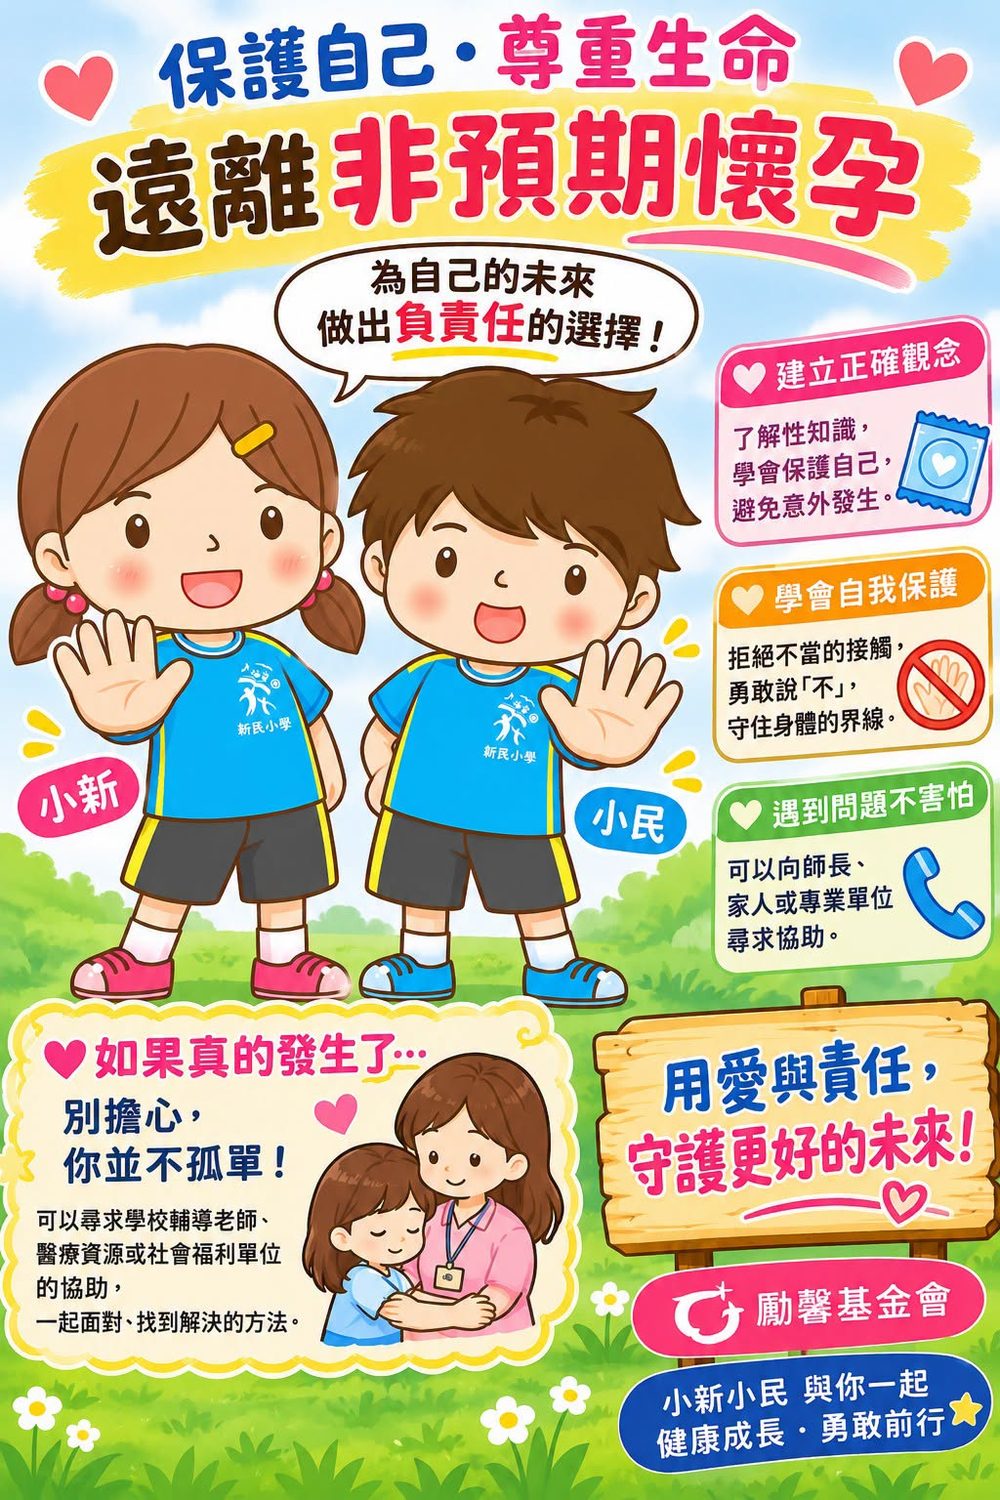 保護自己・尊重生命
遠離非預期懷孕
為自己的未來
做出負責任的選擇！
建立正確觀念
了解性知識，
學會保護自己，
避免意外發生。
學會自我保護
拒絕不當的接觸，
勇敢說「不」，
守住身體的界線。
遇到問題不害怕
可以向師長、
家人或專業單位
尋求協助。
新民小學
新民小學
小新
小民
如果真的發生了…
別擔心，
你並不孤單！
可以尋求學校輔導老師、
醫療資源或社會福利單位
的協助，
一起面對、找到解決的方法。
用愛與責任，
守護更好的未來！
勵馨基金會
小新小民 與你一起
健康成長・勇敢前行